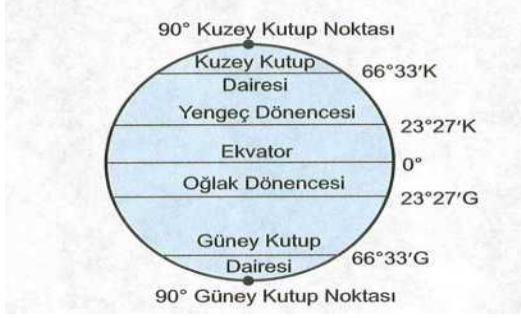 90° Kuzey Kutup Noktası
Kuzey Kutup
66°33′K
Dairesi
Yengeç Dönencesi
23°27′K
Ekvator
0°
Oğlak Dönencesi
23°27′G
Güney Kutup
66°33′G
Dairesi
90° Güney Kutup Noktası